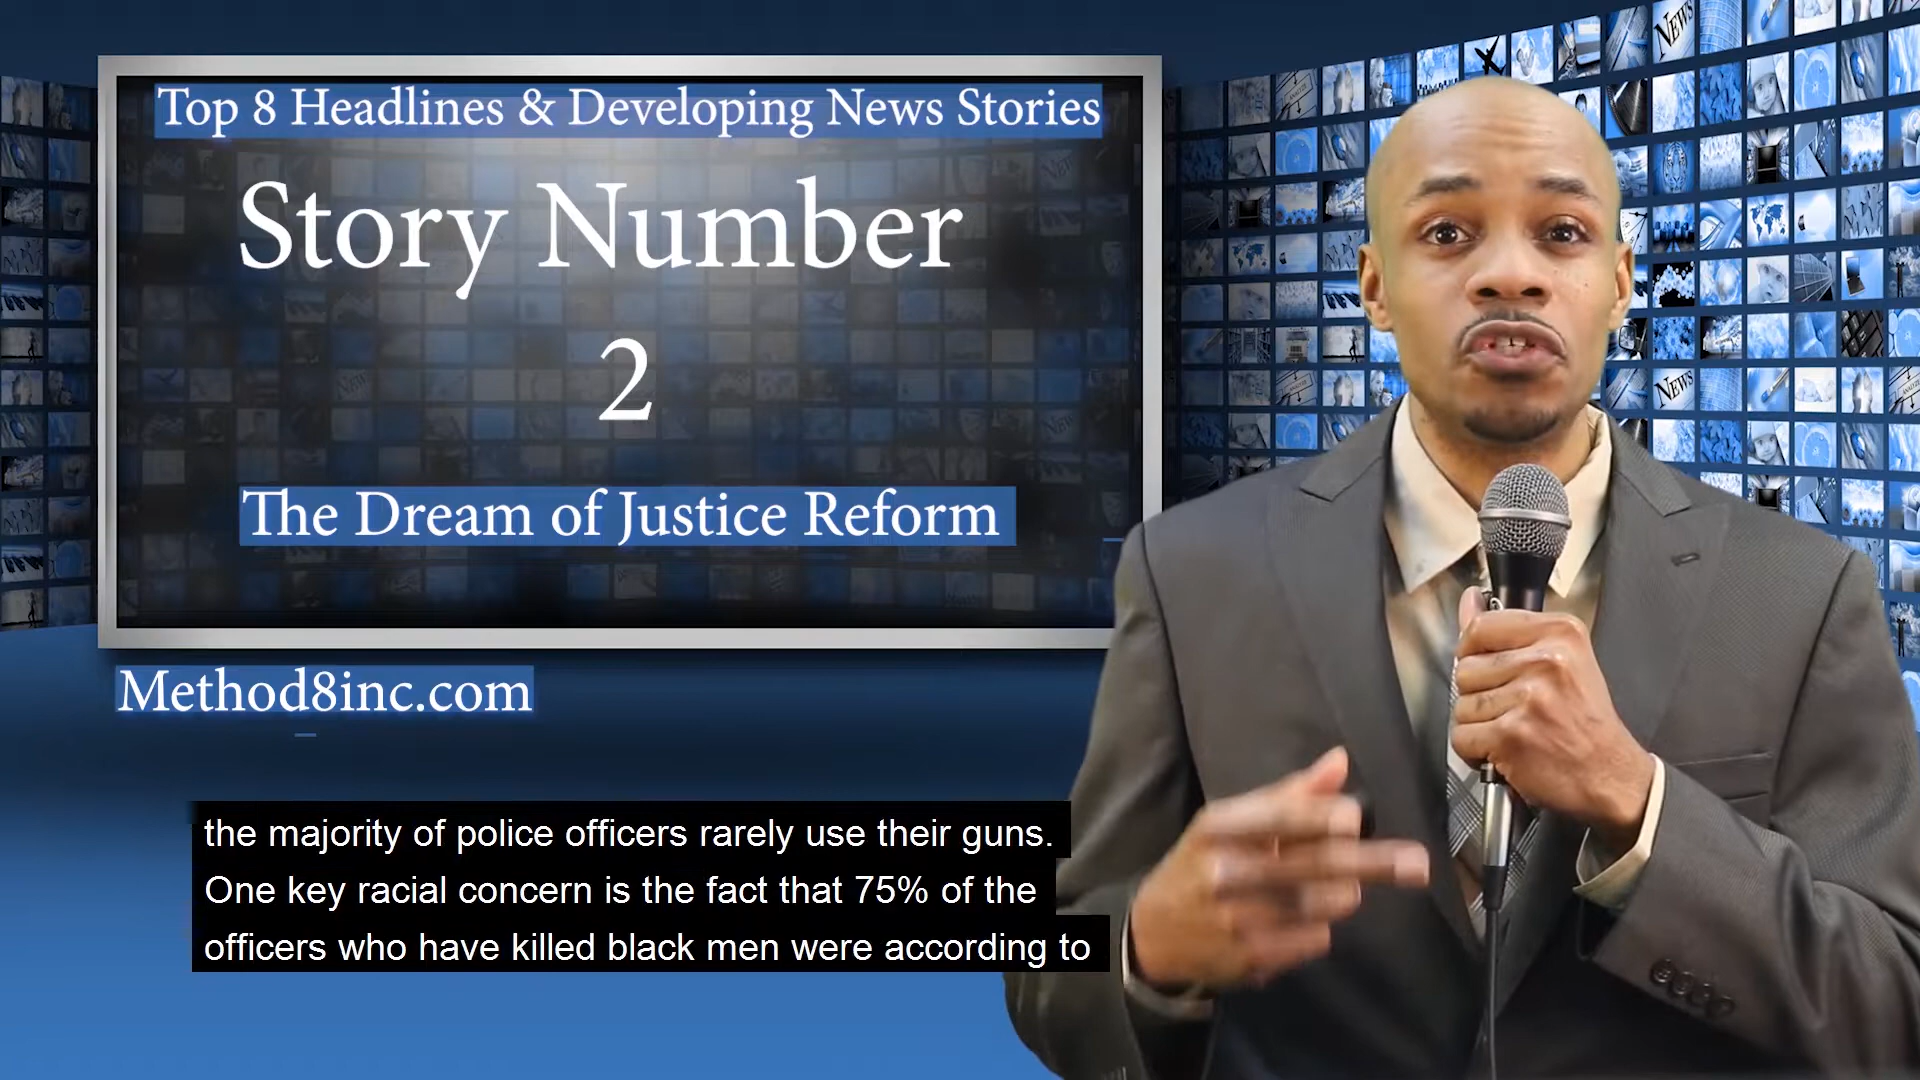 Top 8 Headlines & Developing News Stories
Story Number
2
The Dream of Justice Reform
Method8inc.com
the majority of police officers rarely use their guns.
One key racial concern is the fact that 75% of the
officers who have killed black men were according to
NEWS
NEWS